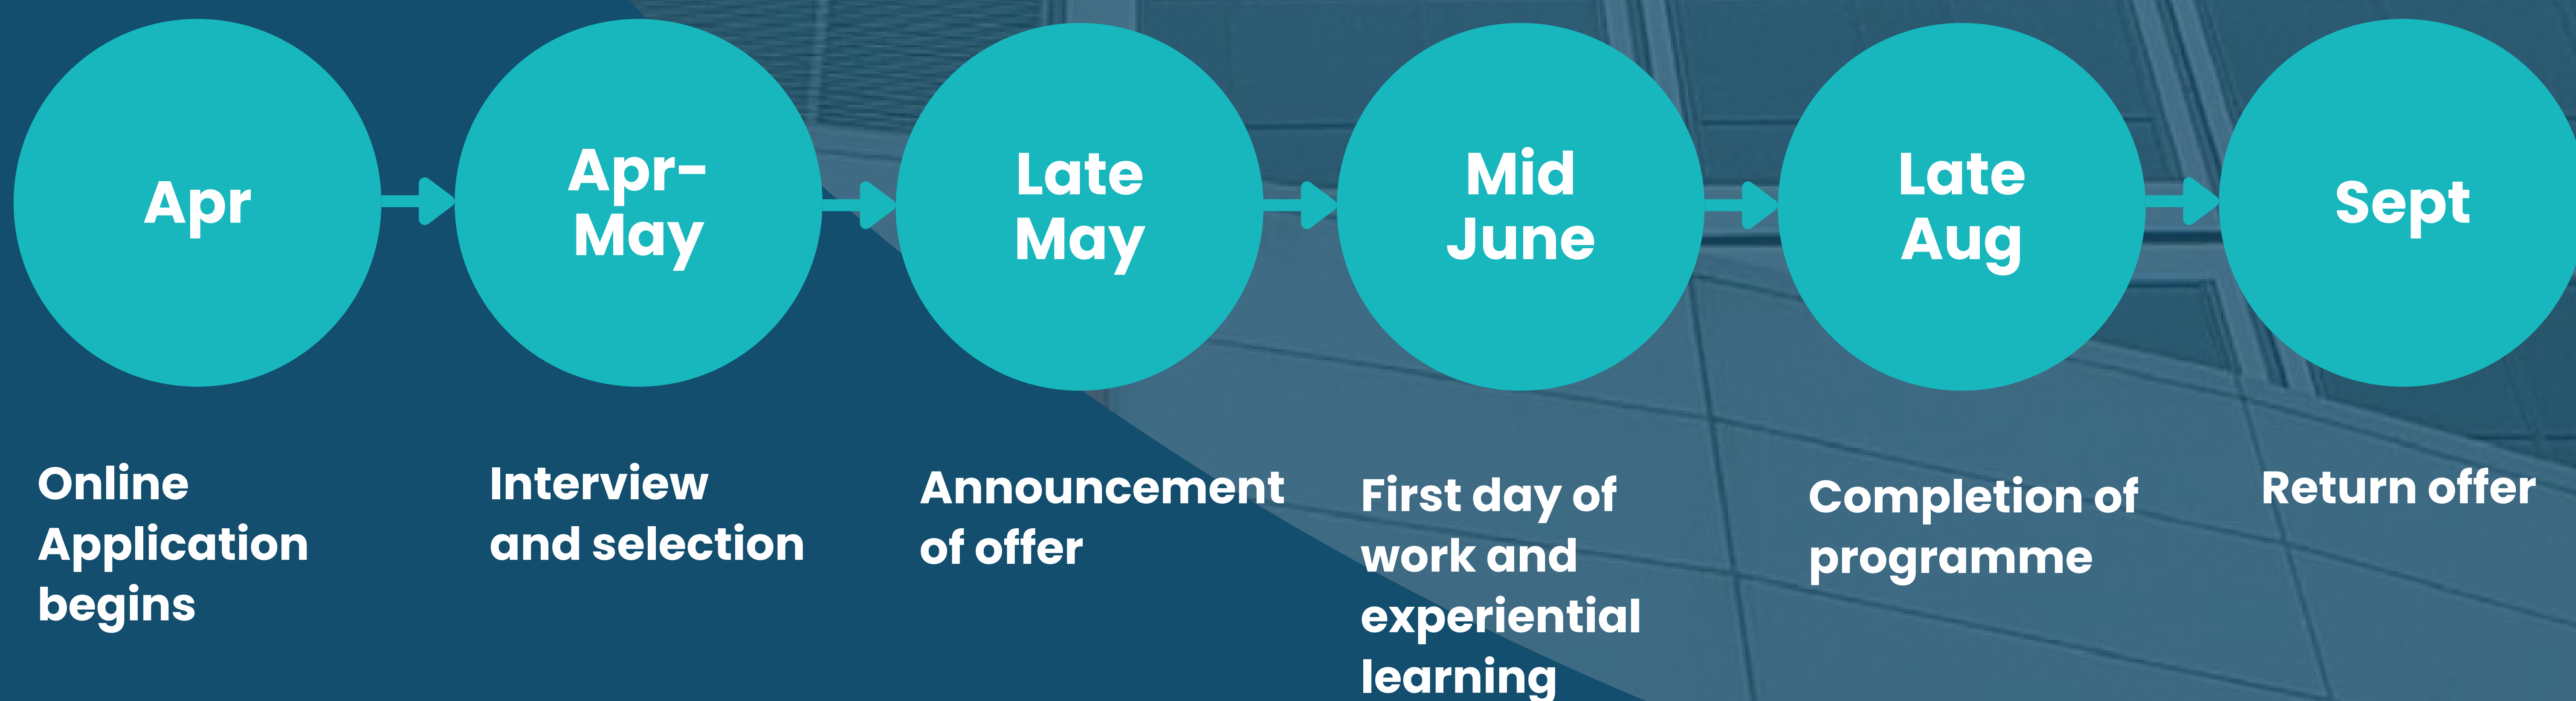 Apr
Apr-
May
Late
May
Mid
June
Late
Aug
Sept
Online
Application
begins
Interview
and selection
Announcement
of offer
First day of
work and
experiential
learning
Completion of
programme
Return offer